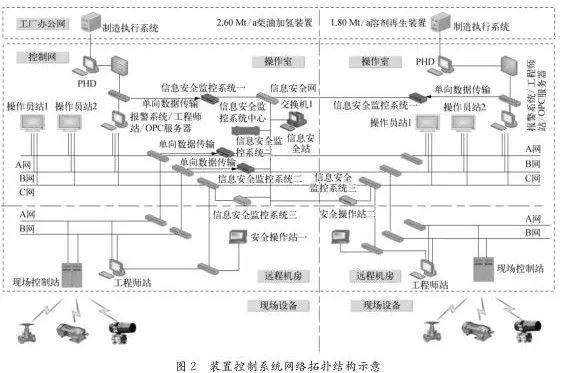 工厂办公网
制造执行系统
2.60 Mt/a柴油加氢装置
1.80 Mt/a溶剂再生装置
制造执行系统
控制网
PHD
操作室
操作室
PHD
信息安全监控系统一
信息安全网
交换机1
信息安全监控系统一
单向数据传输
单向数据传输
操作员站1
操作员站2
报警系统/工程师
站/OPC服务器
信息安全监
控系统中心
信息安全站
操作员站1
操作员站2
报警系统/工程师
站/OPC服务器
信息安全监
控系统二
单向数据传输
单向数据传输
A网
B网
C网
信息安全监控系统二
信息安全
监控系统三
A网
B网
C网
A网
B网
信息安全监控系统三
安全操作站一
安全操作站二
A网
B网
现场控制站
工程师站
远程机房
远程机房
工程师站
现场控制站
现场设备
现场设备
图 2 装置控制系统网络拓扑结构示意